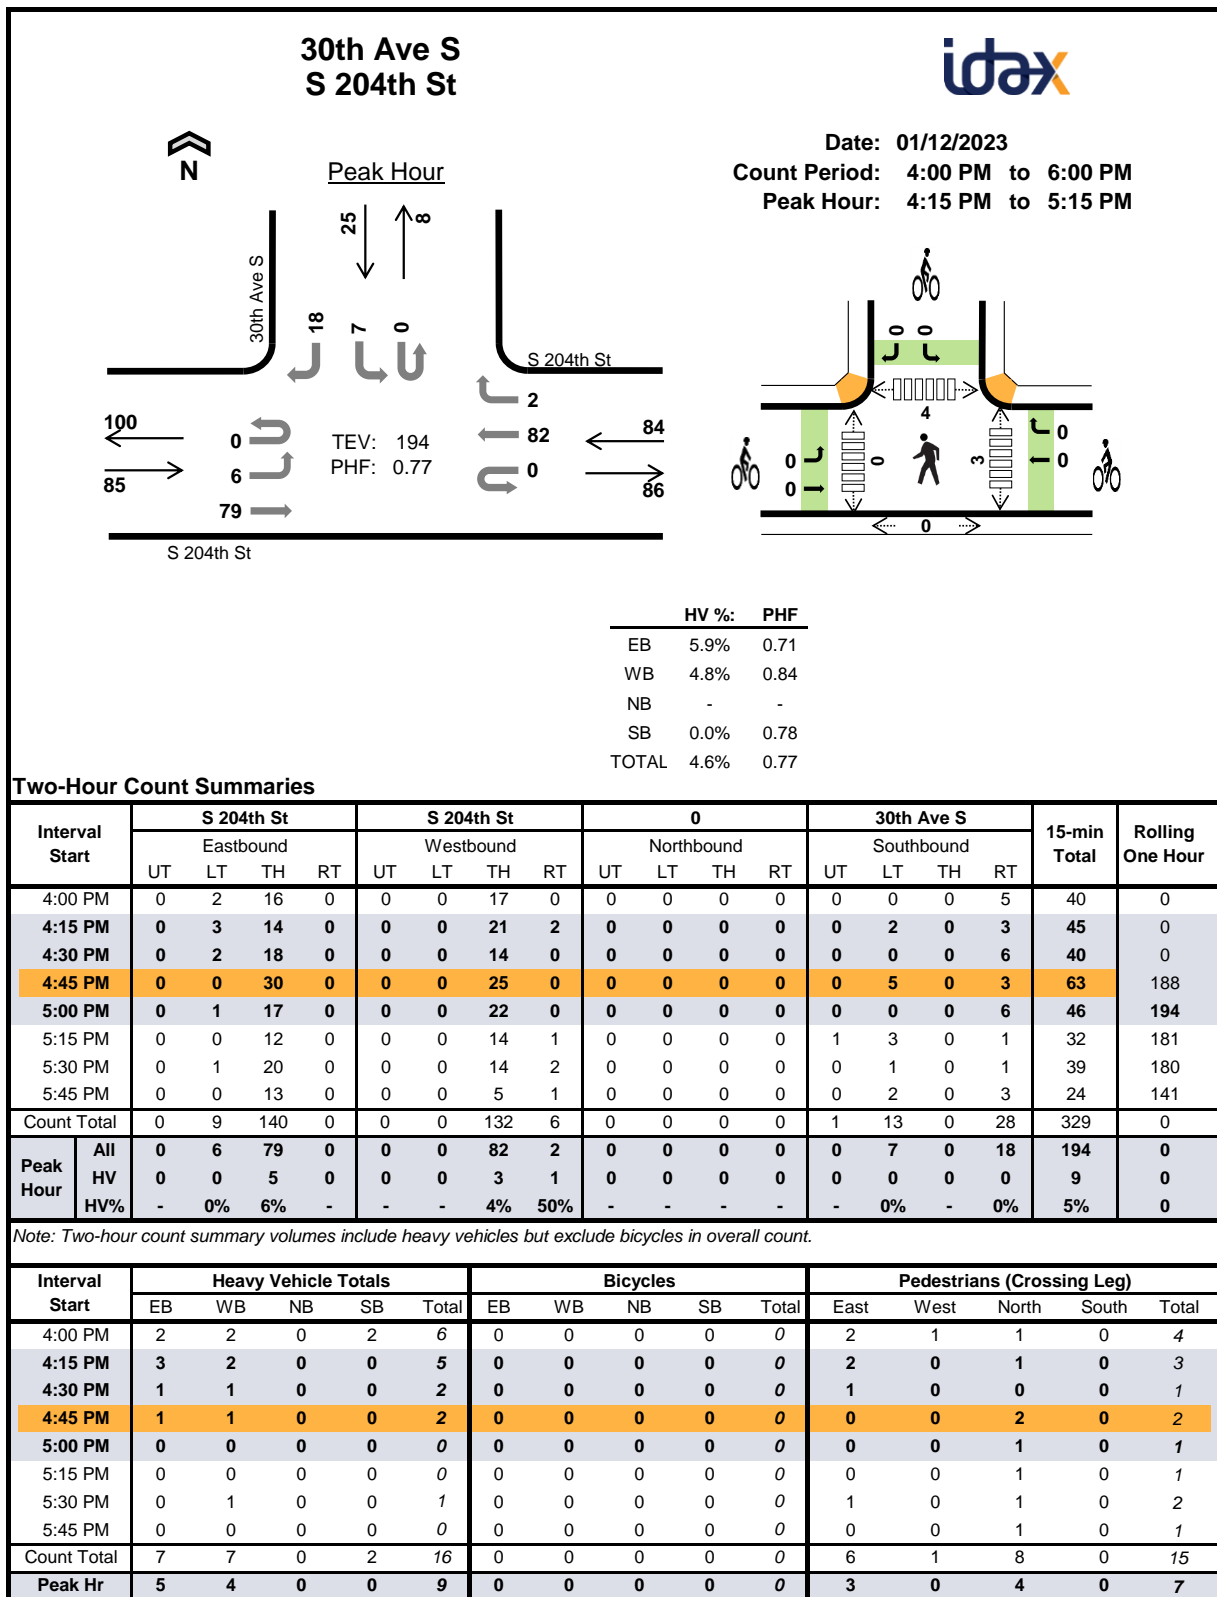 30th Ave S
S 204th St
idax
N
Peak Hour
Date: 01/12/2023
Count Period: 4:00 PM to 6:00 PM
Peak Hour: 4:15 PM to 5:15 PM
25 8
30th Ave S
18 7 0
S 204th St
2
82
0
84
86
100
85
0
6
79
TEV: 194
PHF: 0.77
S 204th St
0 0
4
0
0
0
3
0
0
0
HV %: PHF
EB 5.9% 0.71
WB 4.8% 0.84
NB - -
SB 0.0% 0.78
TOTAL 4.6% 0.77
Two-Hour Count Summaries
Interval Start S 204th St S 204th St 0 30th Ave S 15-min Total Rolling One Hour
Eastbound Westbound Northbound Southbound
UT LT TH RT UT LT TH RT UT LT TH RT UT LT TH RT
4:00 PM 0 2 16 0 0 0 17 0 0 0 0 0 0 0 0 5 40 0
4:15 PM 0 3 14 0 0 0 21 2 0 0 0 0 0 2 0 3 45 0
4:30 PM 0 2 18 0 0 0 14 0 0 0 0 0 0 0 0 6 40 0
4:45 PM 0 0 30 0 0 0 25 0 0 0 0 0 0 5 0 3 63 188
5:00 PM 0 1 17 0 0 0 22 0 0 0 0 0 0 0 0 6 46 194
5:15 PM 0 0 12 0 0 0 14 1 0 0 0 0 1 3 0 1 32 181
5:30 PM 0 1 20 0 0 0 14 2 0 0 0 0 0 1 0 1 39 180
5:45 PM 0 0 13 0 0 0 5 1 0 0 0 0 0 2 0 3 24 141
Count Total 0 9 140 0 0 0 132 6 0 0 0 0 1 13 0 28 329 0
Peak Hour All 0 6 79 0 0 0 82 2 0 0 0 0 0 7 0 18 194 0
HV 0 0 5 0 0 0 3 1 0 0 0 0 0 0 0 0 9 0
HV% - 0% 6% - - - 4% 50% - - - - - 0% - 0% 5% 0
Note: Two-hour count summary volumes include heavy vehicles but exclude bicycles in overall count.
Interval Start Heavy Vehicle Totals Bicycles Pedestrians (Crossing Leg)
EB WB NB SB Total EB WB NB SB Total East West North South Total
4:00 PM 2 2 0 2 6 0 0 0 0 0 2 1 1 0 4
4:15 PM 3 2 0 0 5 0 0 0 0 0 2 0 1 0 3
4:30 PM 1 1 0 0 2 0 0 0 0 0 1 0 0 0 1
4:45 PM 1 1 0 0 2 0 0 0 0 0 0 0 2 0 2
5:00 PM 0 0 0 0 0 0 0 0 0 0 0 0 1 0 1
5:15 PM 0 0 0 0 0 0 0 0 0 0 0 0 1 0 1
5:30 PM 0 1 0 0 1 0 0 0 0 0 1 0 1 0 2
5:45 PM 0 0 0 0 0 0 0 0 0 0 0 0 1 0 1
Count Total 7 7 0 2 16 0 0 0 0 0 6 1 8 0 15
Peak Hr 5 4 0 0 9 0 0 0 0 0 3 0 4 0 7